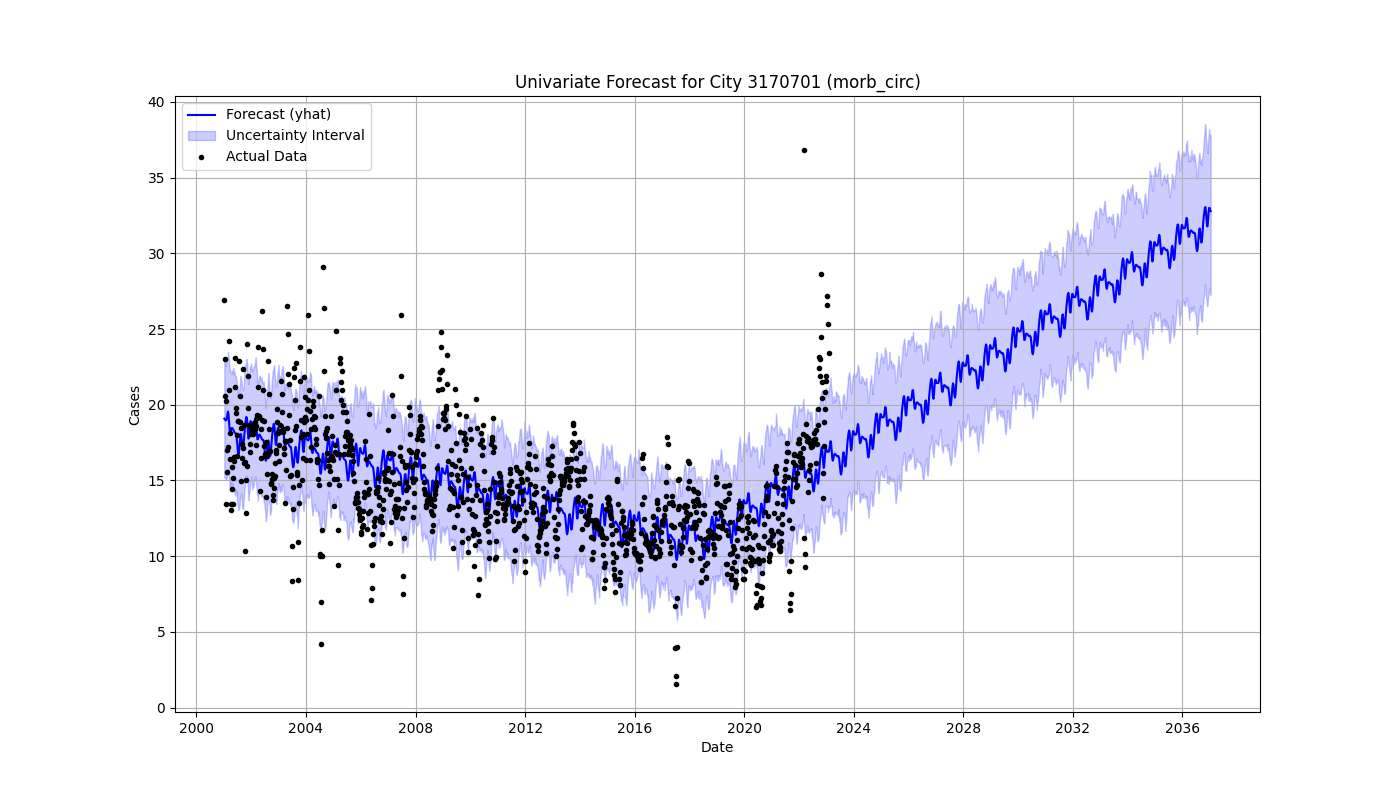 Univariate Forecast for City 3170701 (morb_circ)
Forecast (yhat)
Uncertainty Interval
Actual Data
Cases
40
35
30
25
20
15
10
5
0
2000 2004 2008 2012 2016 2020 2024 2028 2032 2036
Date